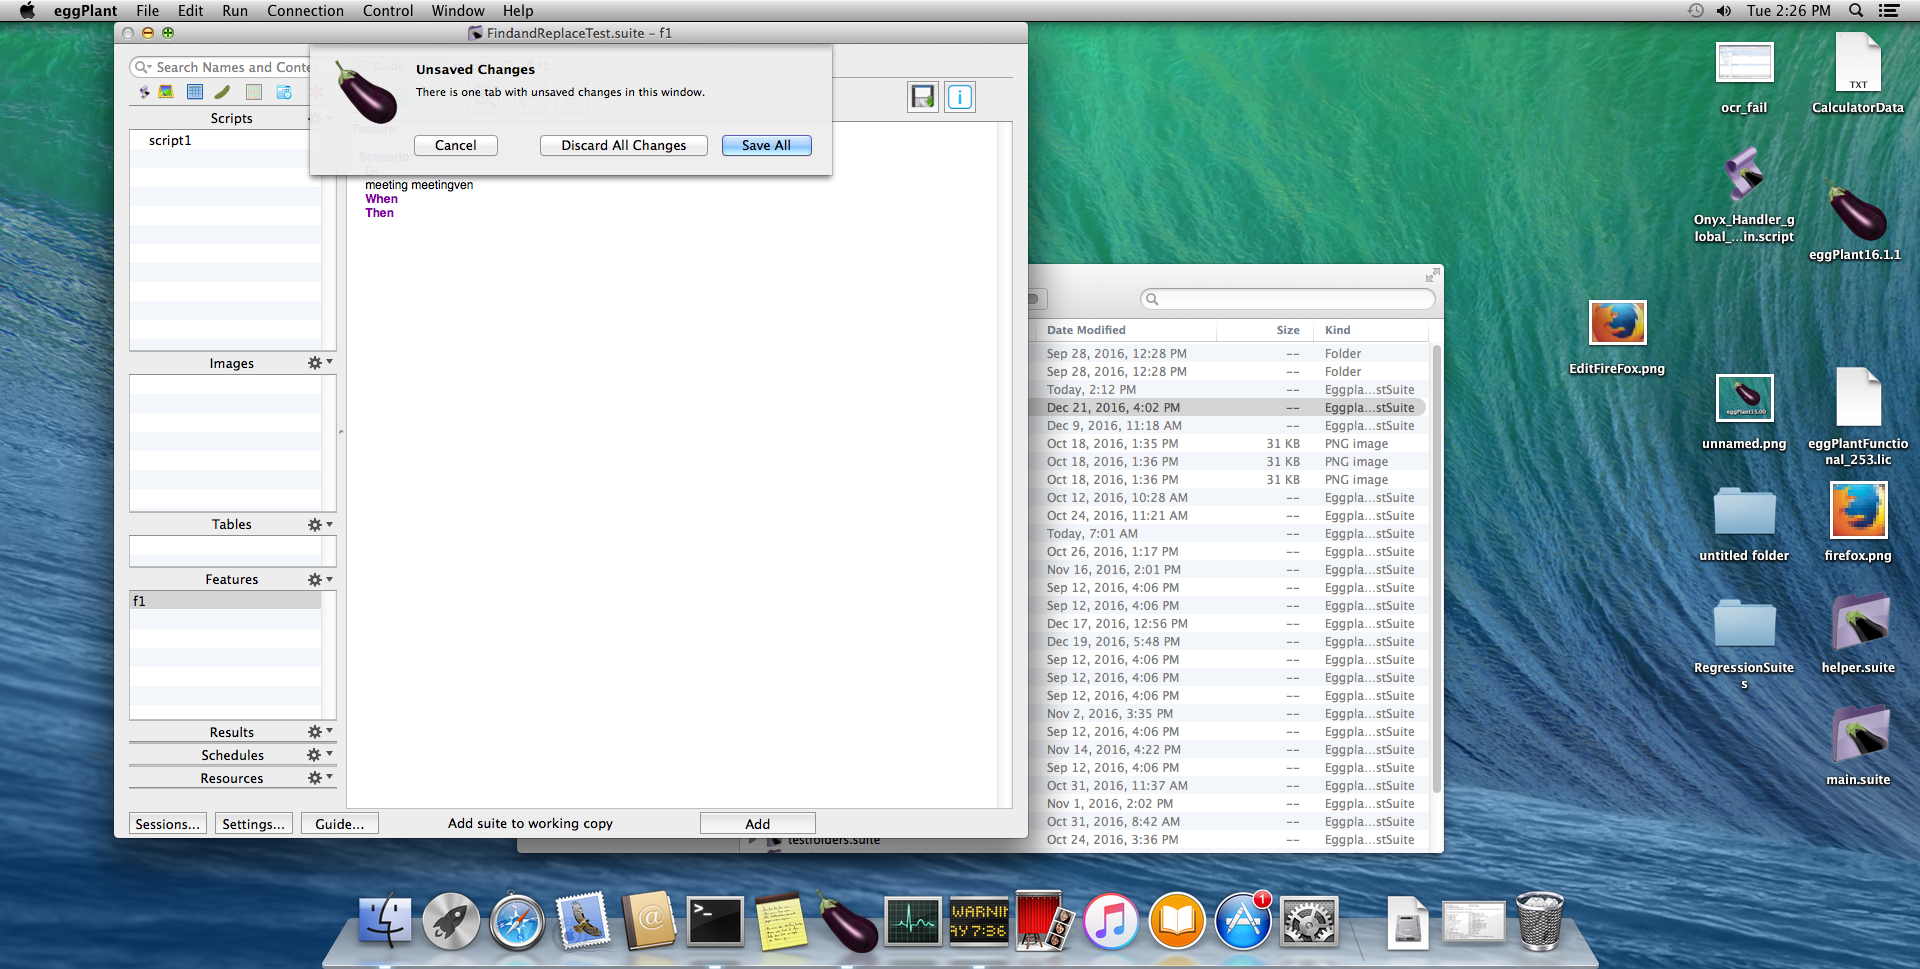 eggPlant File Edit Run Connection Control Window Help
Tue 2:26 PM
FindandReplaceTest.suite – f1
Search Names and Conte
Unsaved Changes
There is one tab with unsaved changes in this window.
Cancel
Discard All Changes
Save All
Scripts
script1
Feature:
Scenario:
meeting meetingven
When
Then
Images
Tables
Features
f1
Results
Schedules
Resources
Sessions...
Settings...
Guide...
Add suite to working copy
Add
Date Modified Size Kind
Sep 28, 2016, 12:28 PM -- Folder
Sep 28, 2016, 12:28 PM -- Folder
Today, 2:12 PM -- Eggpla...stSuite
Dec 21, 2016, 4:02 PM -- Eggpla...stSuite
Dec 9, 2016, 11:18 AM -- Eggpla...stSuite
Oct 18, 2016, 1:35 PM 31 KB PNG image
Oct 18, 2016, 1:36 PM 31 KB PNG image
Oct 18, 2016, 1:36 PM 31 KB PNG image
Oct 12, 2016, 10:28 AM -- Eggpla...stSuite
Oct 24, 2016, 11:21 AM -- Eggpla...stSuite
Today, 7:01 AM -- Eggpla...stSuite
Oct 26, 2016, 1:17 PM -- Eggpla...stSuite
Nov 16, 2016, 2:01 PM -- Eggpla...stSuite
Sep 12, 2016, 4:06 PM -- Eggpla...stSuite
Sep 12, 2016, 4:06 PM -- Eggpla...stSuite
Dec 17, 2016, 12:56 PM -- Eggpla...stSuite
Dec 19, 2016, 5:48 PM -- Eggpla...stSuite
Sep 12, 2016, 4:06 PM -- Eggpla...stSuite
Sep 12, 2016, 4:06 PM -- Eggpla...stSuite
Sep 12, 2016, 4:06 PM -- Eggpla...stSuite
Nov 2, 2016, 3:35 PM -- Eggpla...stSuite
Sep 12, 2016, 4:06 PM -- Eggpla...stSuite
Nov 14, 2016, 4:22 PM -- Eggpla...stSuite
Sep 12, 2016, 4:06 PM -- Eggpla...stSuite
Oct 31, 2016, 11:37 AM -- Eggpla...stSuite
Nov 1, 2016, 2:02 PM -- Eggpla...stSuite
Oct 31, 2016, 8:42 AM -- Eggpla...stSuite
Oct 24, 2016, 3:36 PM -- Eggpla...stSuite
testfolders.suite
ocr_fail
TXT
CalculatorData
Onyx_Handler_g
lobal_...in.script
eggPlant16.1.1
EditFireFox.png
eggPlant15.00
unnamed.png
eggPlantFunctio
nal_253.lic
untitled folder
firefox.png
RegressionSuite
s
helper.suite
main.suite
WARNIN
AY 7:36
1